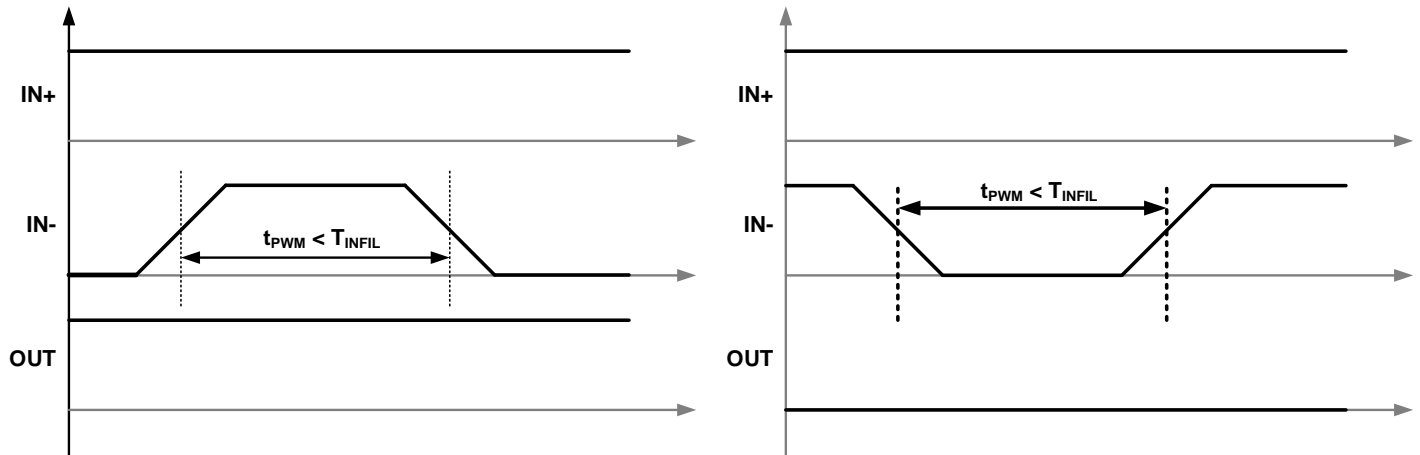 IN+
IN-
t_PWM < T_INFIL
OUT
IN+
IN-
t_PWM < T_INFIL
OUT